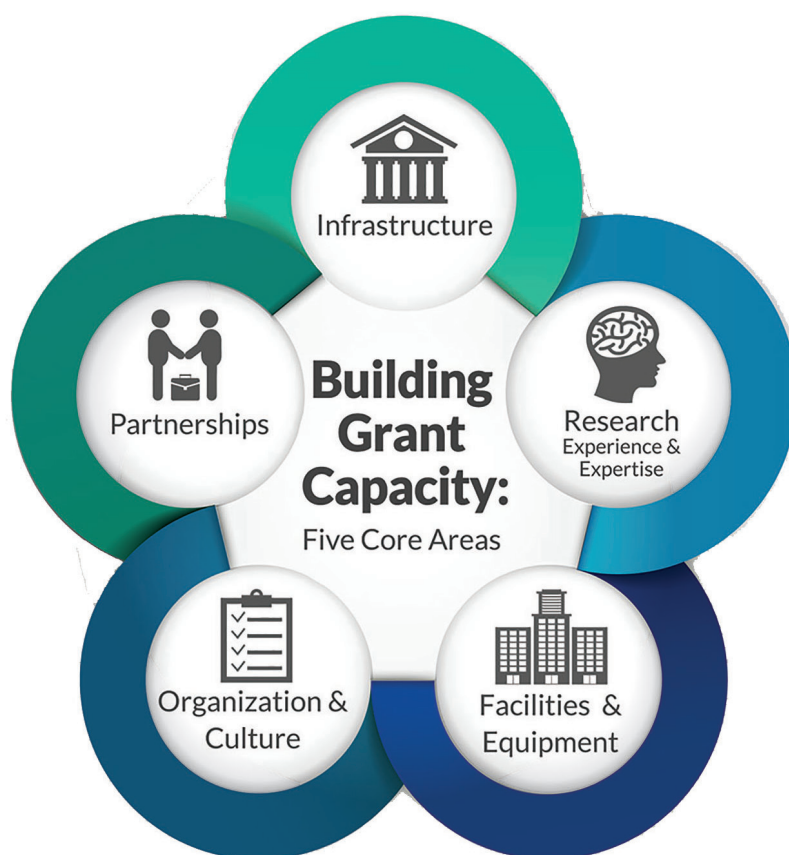 Building
Grant
Capacity:
Five Core Areas
Infrastructure
Research
Experience &
Expertise
Facilities &
Equipment
Organization &
Culture
Partnerships